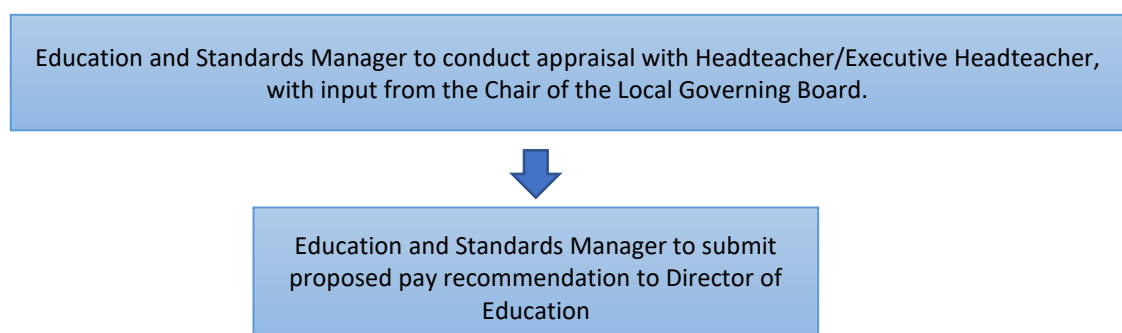 Education and Standards Manager to conduct appraisal with Headteacher/Executive Headteacher,
with input from the Chair of the Local Governing Board.
Education and Standards Manager to submit
proposed pay recommendation to Director of
Education